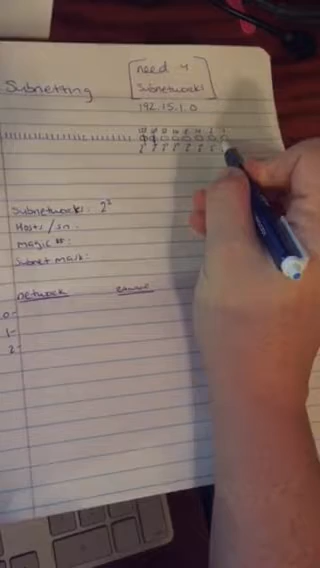 need 4
Subnetting
Subnetworks
192.15.1.0
Subnetworks: 2²
Hosts/sn:
Magic #:
Subnet mask:
network
0-
1-
2-